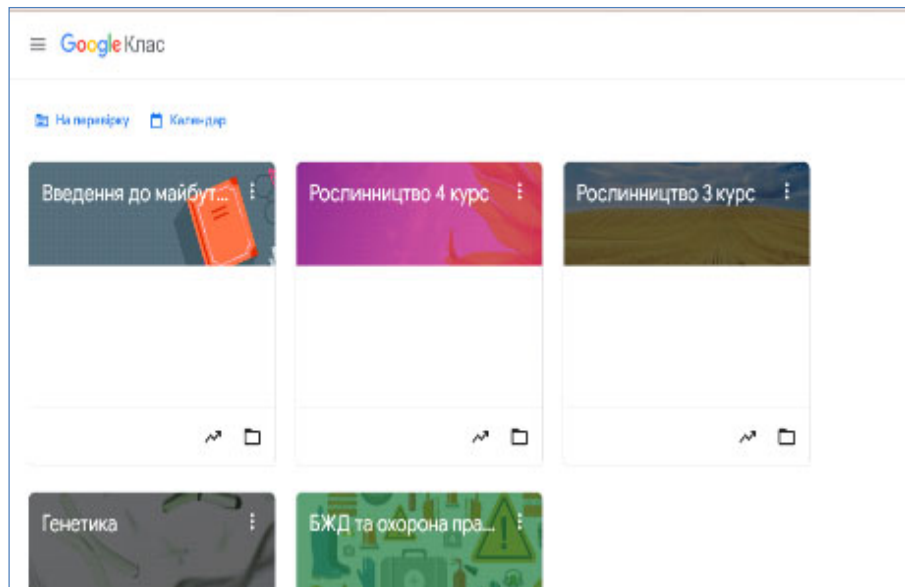 Google Клас
На перевірку Календар
Введення до майбут...
Рослинництво 4 курс
Рослинництво 3 курс
Генетика
БЖД та охорона пра...